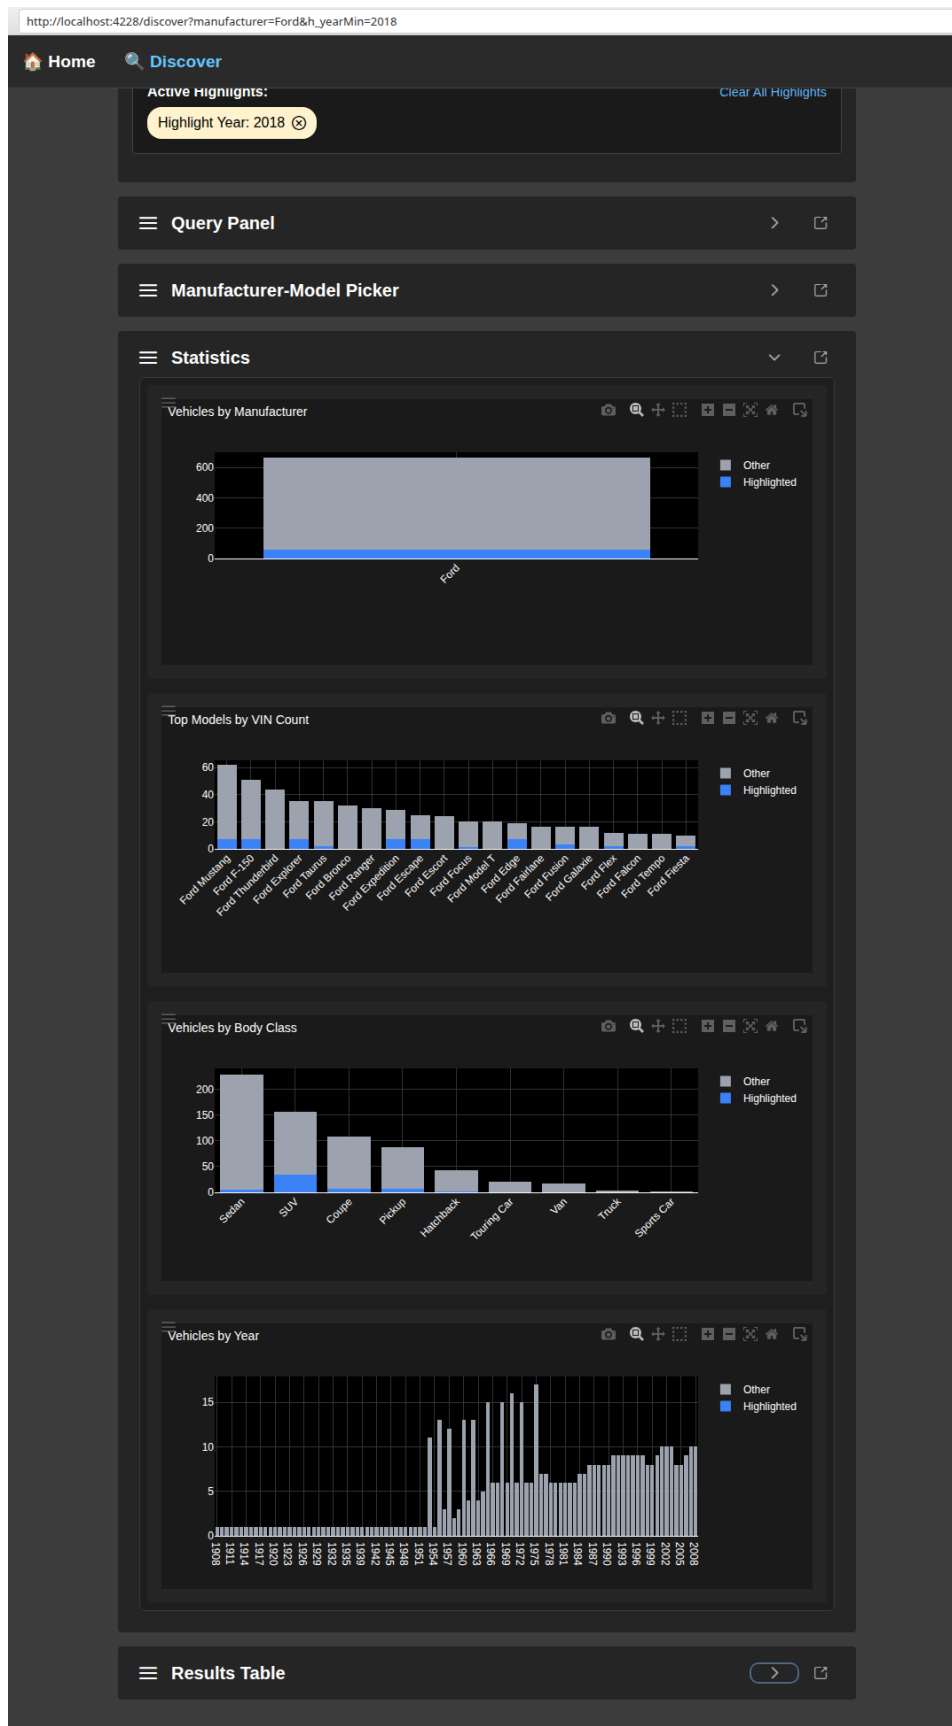 http://localhost:4228/discover?manufacturer=Ford&h_yearMin=2018
🏠 Home 🔍 Discover
Active Highlights: Clear All Highlights
Highlight Year: 2018
Query Panel
Manufacturer-Model Picker
Statistics
Vehicles by Manufacturer
600
400
200
0
Ford
Other
Highlighted
Top Models by VIN Count
60
40
20
0
Ford Mustang
Ford F-150
Ford Thunderbird
Ford Explorer
Ford Taurus
Ford Bronco
Ford Ranger
Ford Expedition
Ford Escape
Ford Escort
Ford Focus
Ford Model T
Ford Edge
Ford Fairlane
Ford Fusion
Ford Galaxie
Ford Flex
Ford Falcon
Ford Tempo
Ford Fiesta
Other
Highlighted
Vehicles by Body Class
200
150
100
50
0
Sedan
SUV
Coupe
Pickup
Hatchback
Touring Car
Van
Truck
Sports Car
Other
Highlighted
Vehicles by Year
15
10
5
0
1908
1911
1914
1917
1920
1923
1926
1929
1932
1935
1939
1942
1945
1948
1951
1954
1957
1960
1963
1966
1969
1972
1975
1978
1981
1984
1987
1990
1993
1996
1999
2002
2005
2008
Other
Highlighted
Results Table